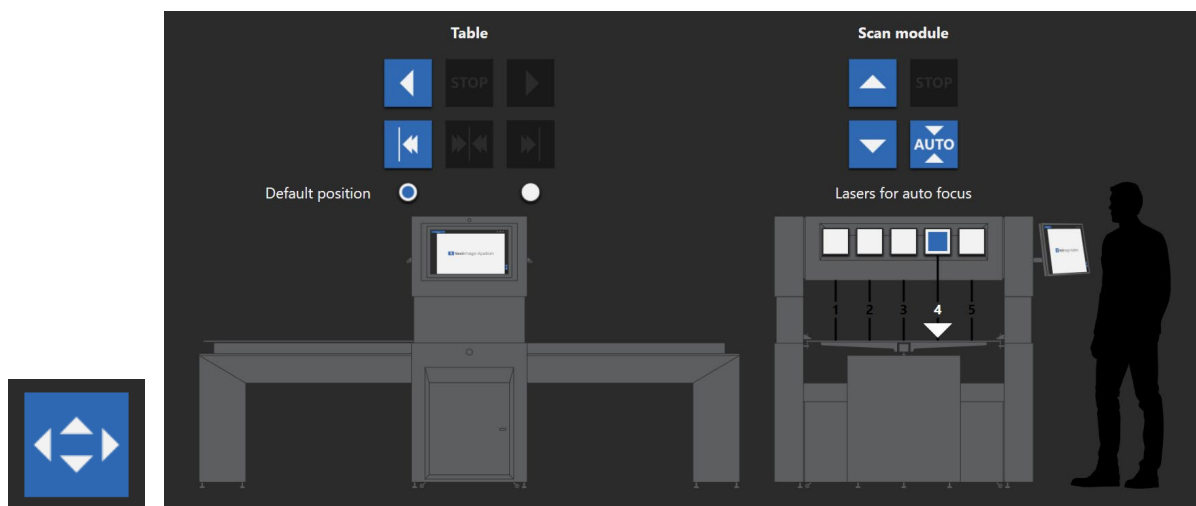 Table
Scan module
STOP
STOP
AUTO
Default position
Lasers for auto focus
1 2 3 4 5